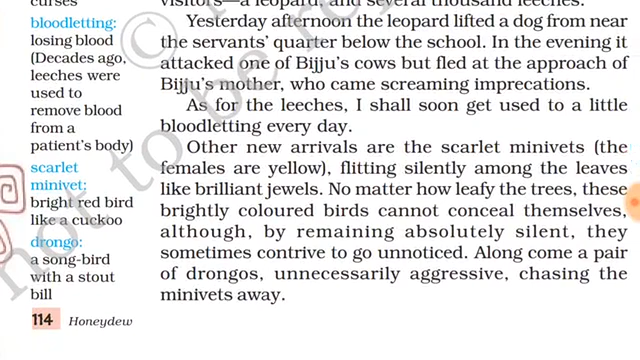 curses
bloodletting:
losing blood
(Decades ago,
leeches were
used to
remove blood
from a
patient's body)
scarlet
minivet:
bright red bird
like a cuckoo
drongo:
a song-bird
with a stout
bill
visitors—a leopard, and several thousand leeches.
Yesterday afternoon the leopard lifted a dog from near
the servants' quarter below the school. In the evening it
attacked one of Bijju's cows but fled at the approach of
Bijju's mother, who came screaming imprecations.
As for the leeches, I shall soon get used to a little
bloodletting every day.
Other new arrivals are the scarlet minivets (the
females are yellow), flitting silently among the leaves
like brilliant jewels. No matter how leafy the trees, these
brightly coloured birds cannot conceal themselves,
although, by remaining absolutely silent, they
sometimes contrive to go unnoticed. Along come a pair
of drongos, unnecessarily aggressive, chasing the
minivets away.
114 Honeydew
©
not to be re